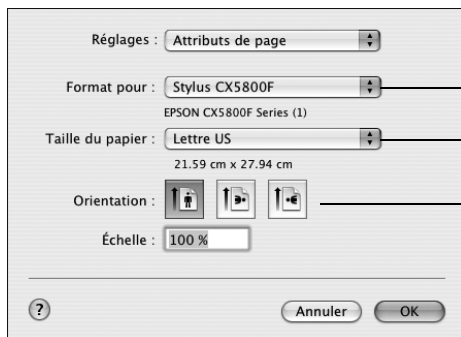 Réglages : Attributs de page
Format pour : Stylus CX5800F
EPSON CX5800F Series (1)
Taille du papier : Lettre US
21.59 cm x 27.94 cm
Orientation :
Échelle : 100 %
? Annuler OK